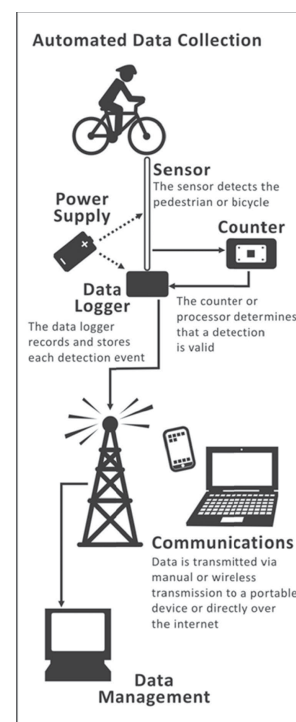 Automated Data Collection
Sensor
The sensor detects the
pedestrian or bicycle
Power
Supply
Counter
Data
Logger
The counter or
processor determines
that a detection
is valid
The data logger
records and stores
each detection event
Communications
Data is transmitted via
manual or wireless
transmission to a portable
device or directly over
the internet
Data
Management